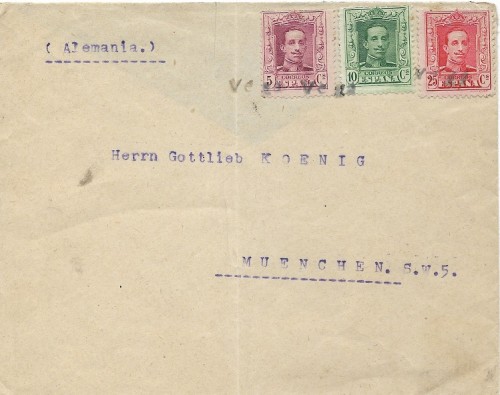 ( Alemania.)
5 CORREOS Cs
ESPAÑA
10 CORREOS Cs
ESPAÑA
25 CORREOS Cs
ESPAÑA
Herrn Gottlieb K O E N I G
M U E N C H E N. S.W.5.